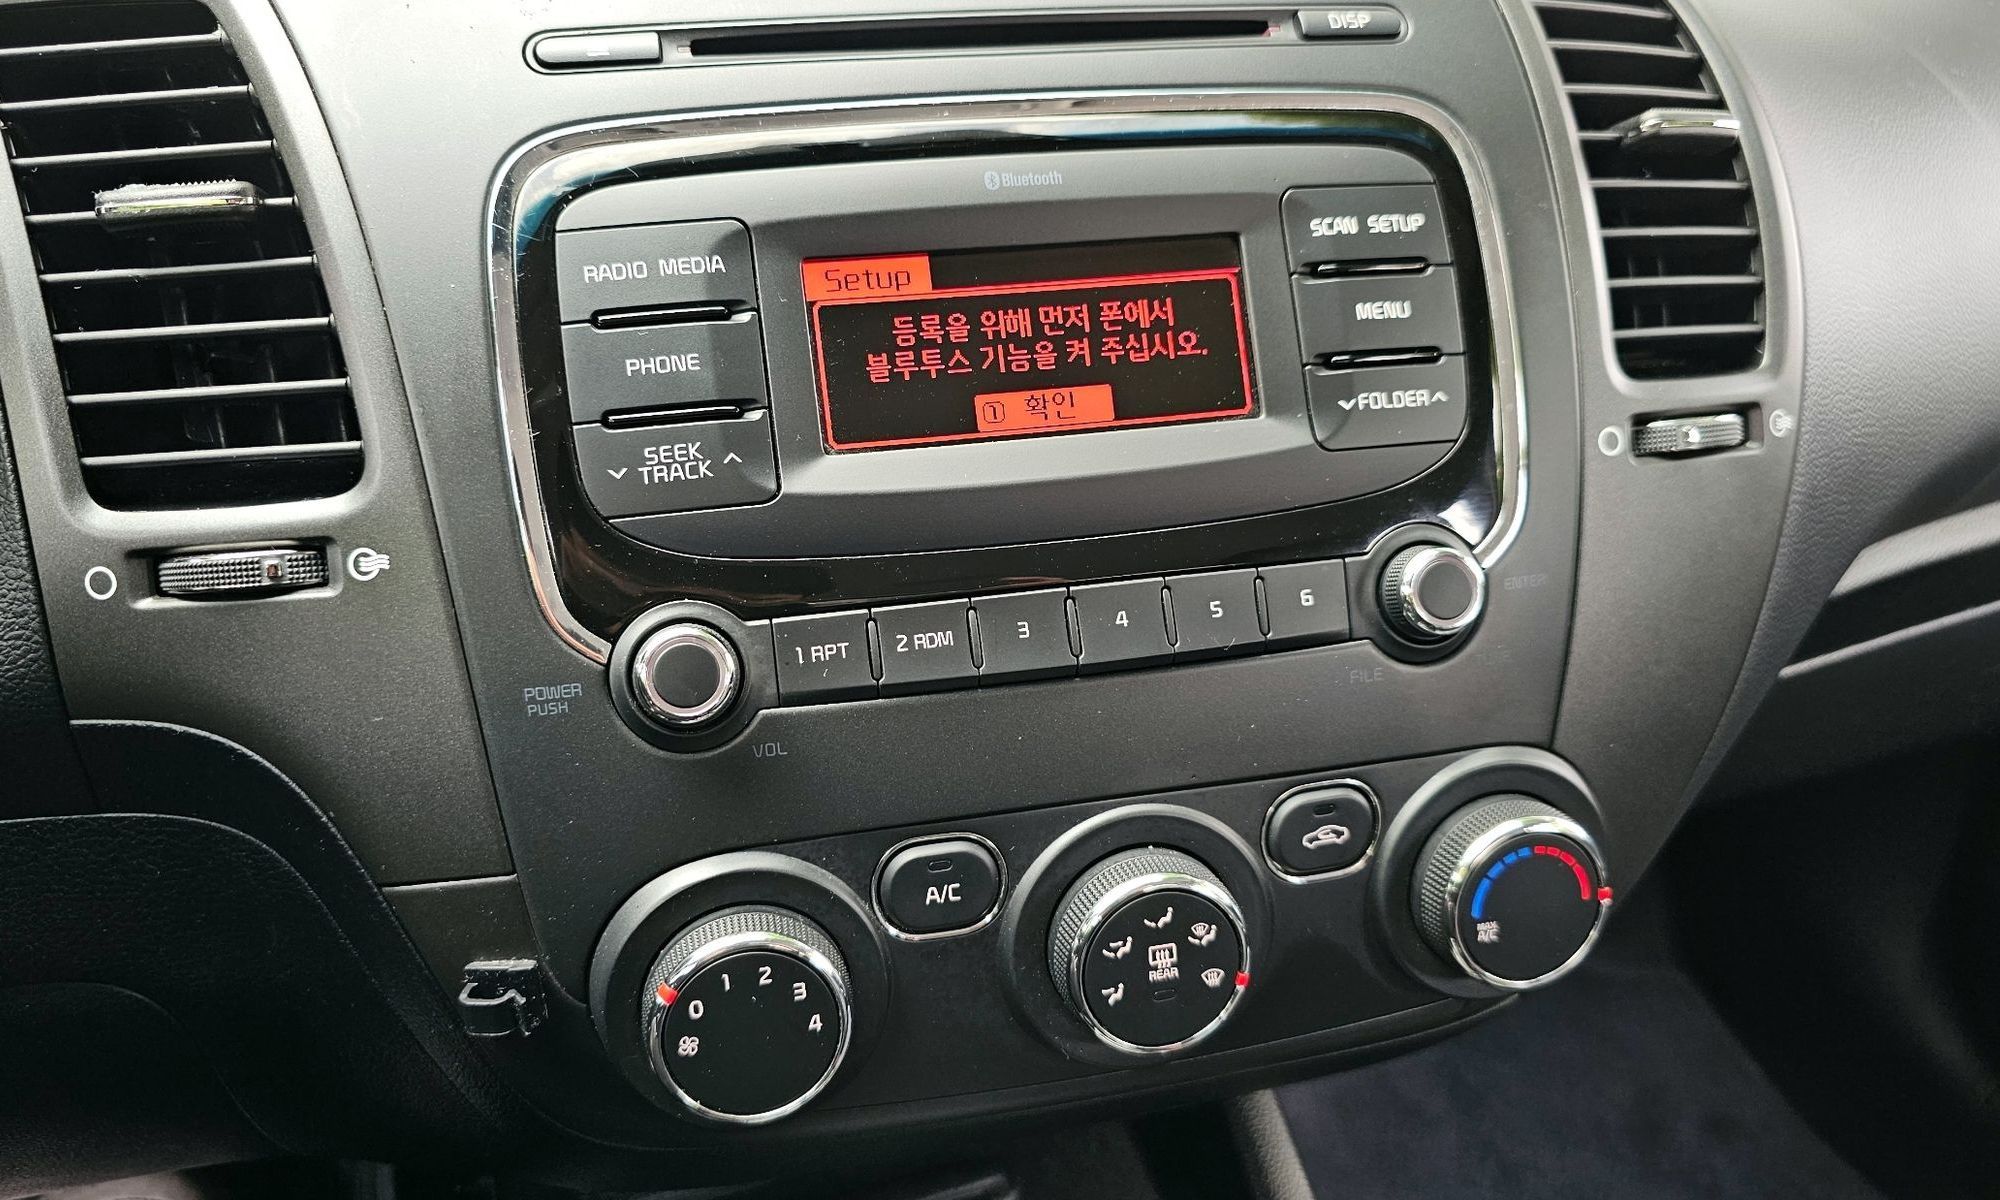 DISP
Bluetooth
RADIO MEDIA
PHONE
SEEK
TRACK
Setup
등록을 위해 먼저 폰에서
블루투스 기능을 켜 주십시오.
① 확인
SCAN SETUP
MENU
FOLDER
1 RPT
2 RDM
3
4
5
6
ENTER
POWER
PUSH
VOL
FILE
0
1
2
3
4
A/C
REAR
MAX
A/C